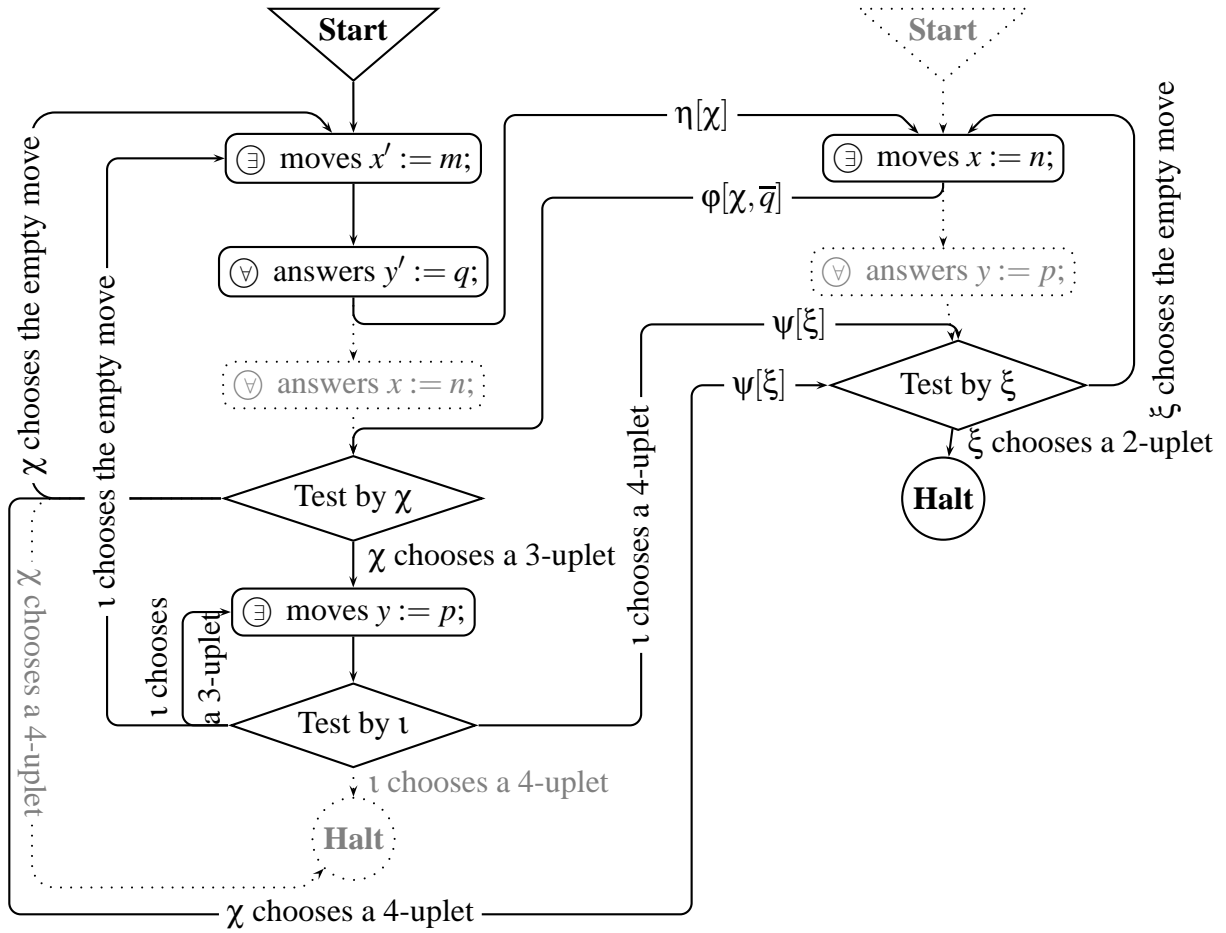 Start
Start
η[χ]
∃ moves x′ := m;
∃ moves x := n;
φ[χ, q̅]
∀ answers y′ := q;
∀ answers y := p;
ψ[ξ]
∀ answers x := n;
ψ[ξ]
Test by ξ
ξ chooses the empty move
ξ chooses a 2-uplet
Halt
χ chooses the empty move
ι chooses the empty move
Test by χ
χ chooses a 3-uplet
ι chooses a 4-uplet
χ chooses a 4-uplet
∃ moves y := p;
ι chooses
a 3-uplet
Test by ι
ι chooses a 4-uplet
Halt
χ chooses a 4-uplet